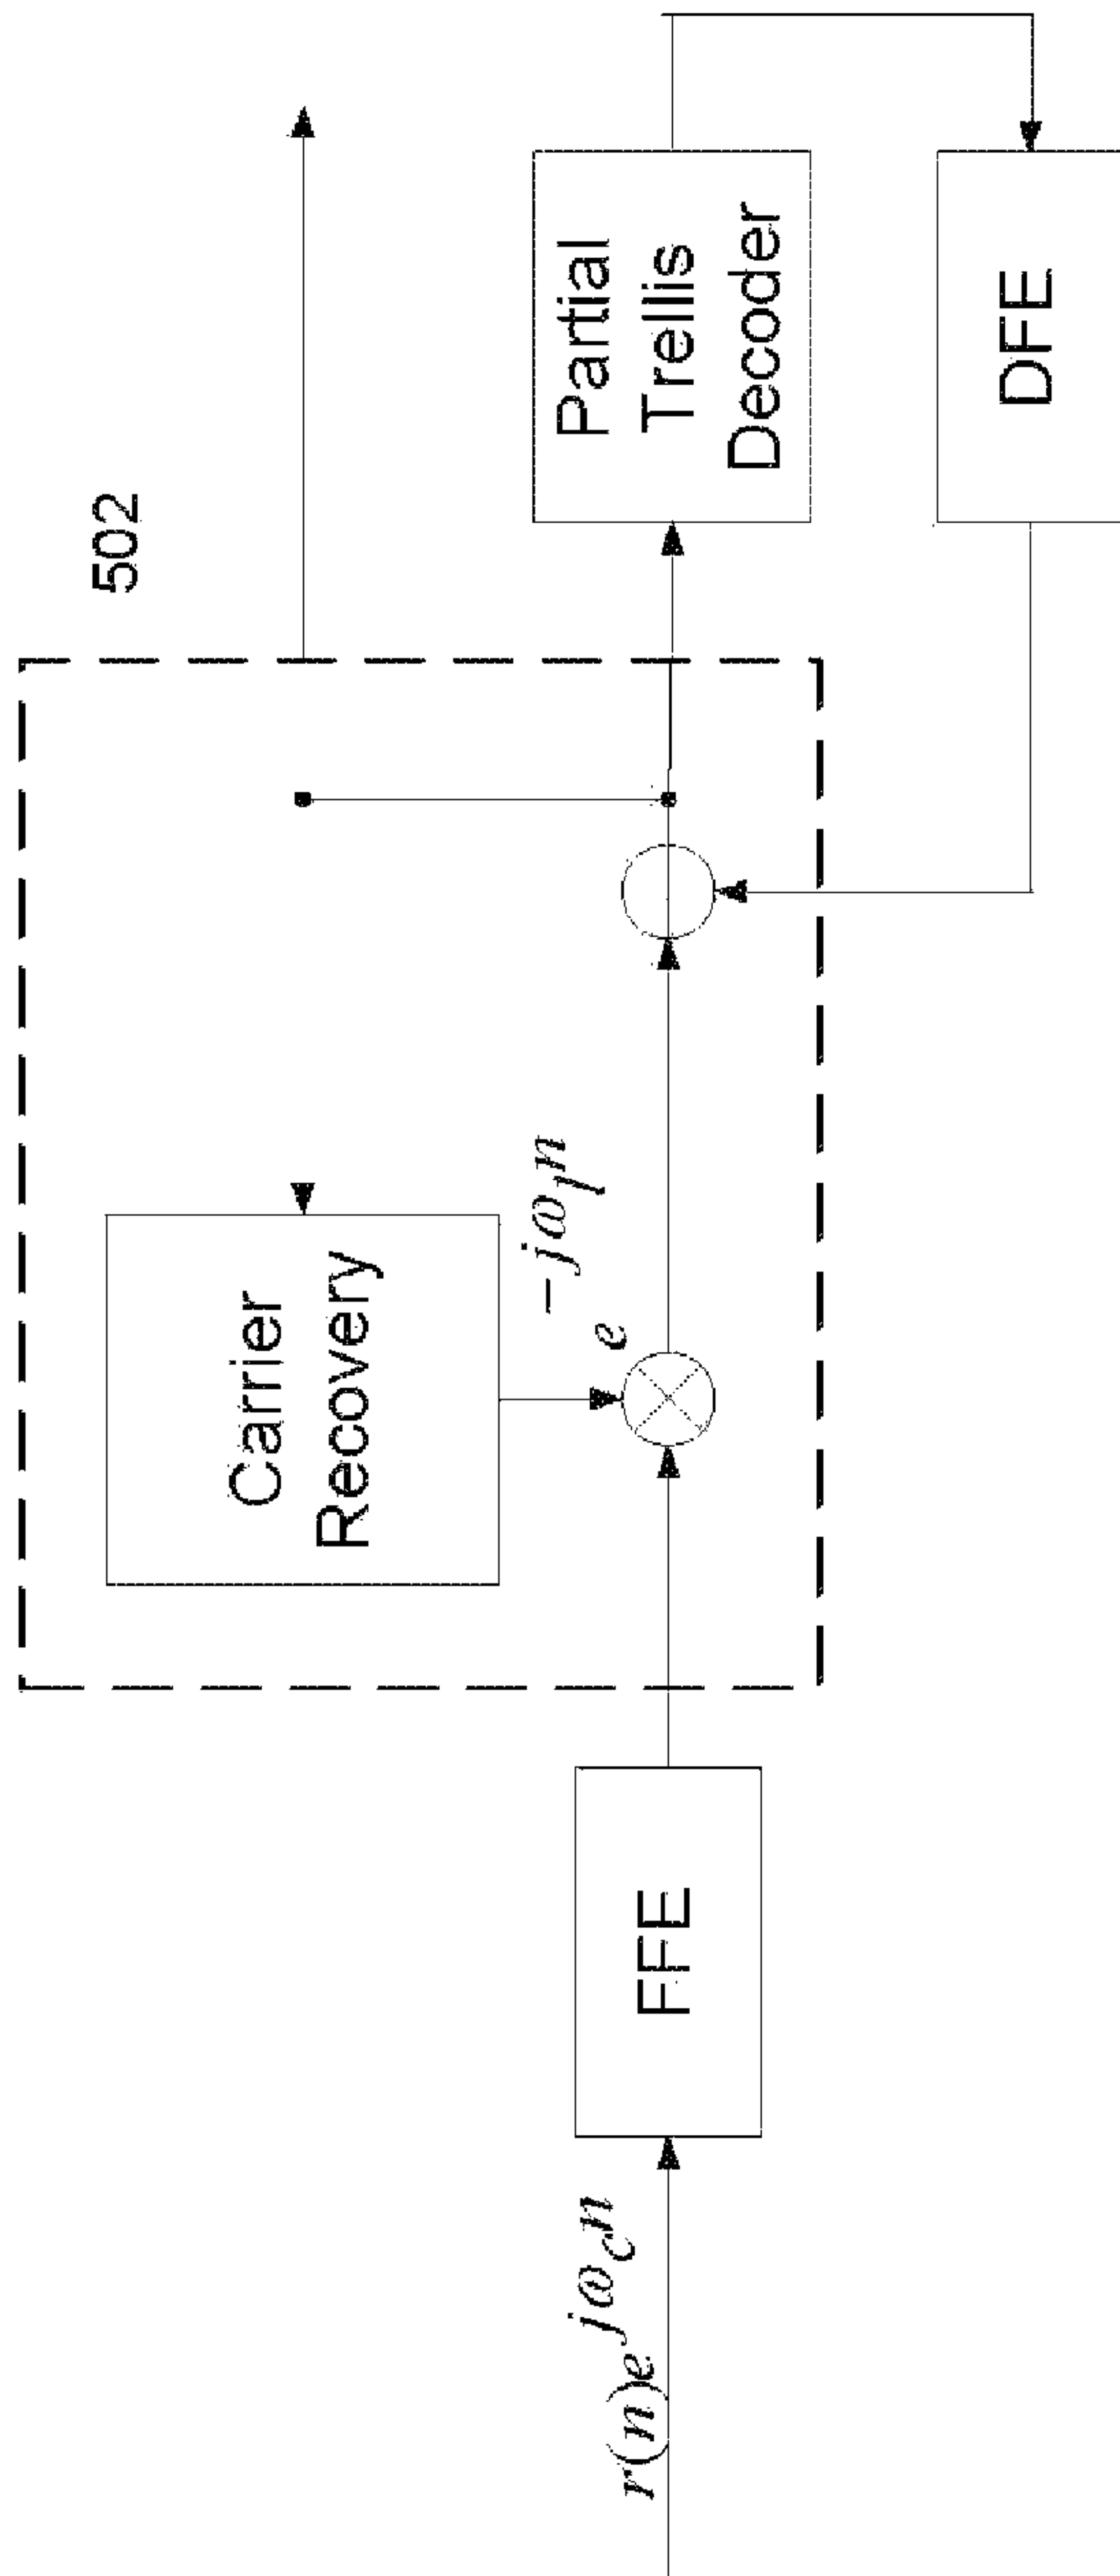 502
Carrier
Recovery
e^{-jω_l n}
r(n)e^{jω_c n}
FFE
Partial
Trellis
Decoder
DFE